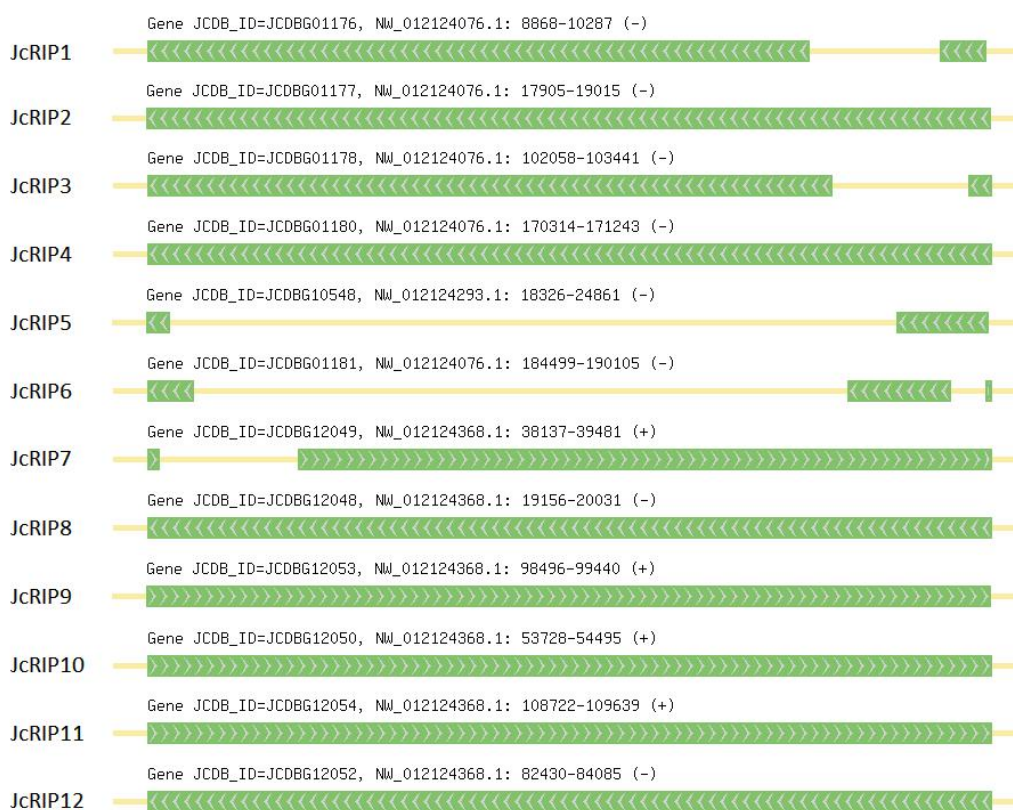 Gene JCDB_ID=JCDBG01176, NW_012124076.1: 8868-10287 (-)
JcRIP1
Gene JCDB_ID=JCDBG01177, NW_012124076.1: 17905-19015 (-)
JcRIP2
Gene JCDB_ID=JCDBG01178, NW_012124076.1: 102058-103441 (-)
JcRIP3
Gene JCDB_ID=JCDBG01180, NW_012124076.1: 170314-171243 (-)
JcRIP4
Gene JCDB_ID=JCDBG10548, NW_012124293.1: 18326-24861 (-)
JcRIP5
Gene JCDB_ID=JCDBG01181, NW_012124076.1: 184499-190105 (-)
JcRIP6
Gene JCDB_ID=JCDBG12049, NW_012124368.1: 38137-39481 (+)
JcRIP7
Gene JCDB_ID=JCDBG12048, NW_012124368.1: 19156-20031 (-)
JcRIP8
Gene JCDB_ID=JCDBG12053, NW_012124368.1: 98496-99440 (+)
JcRIP9
Gene JCDB_ID=JCDBG12050, NW_012124368.1: 53728-54495 (+)
JcRIP10
Gene JCDB_ID=JCDBG12054, NW_012124368.1: 108722-109639 (+)
JcRIP11
Gene JCDB_ID=JCDBG12052, NW_012124368.1: 82430-84085 (-)
JcRIP12